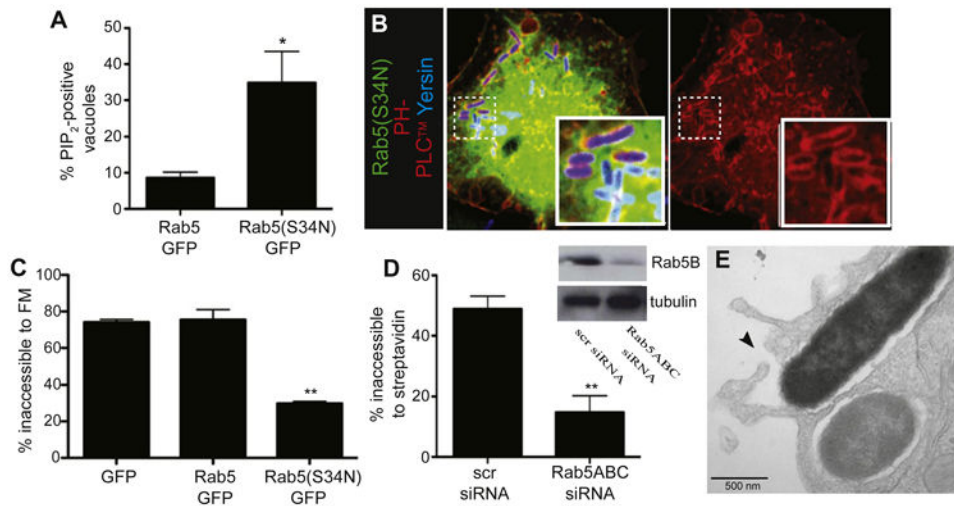 A
% PIP2-positive
vacuoles
50
40
30
20
10
0
*
Rab5
GFP
Rab5(S34N)
GFP
B
Rab5(S34N)
PH-
PLC™ Yersin
C
% inaccessible to FM
100
80
60
40
20
0
**
GFP
Rab5
GFP
Rab5(S34N)
GFP
D
% inaccessible
to streptavidin
60
40
20
0
**
scr
siRNA
Rab5ABC
siRNA
Rab5B
tubulin
scr siRNA
Rab5ABC
siRNA
E
500 nm